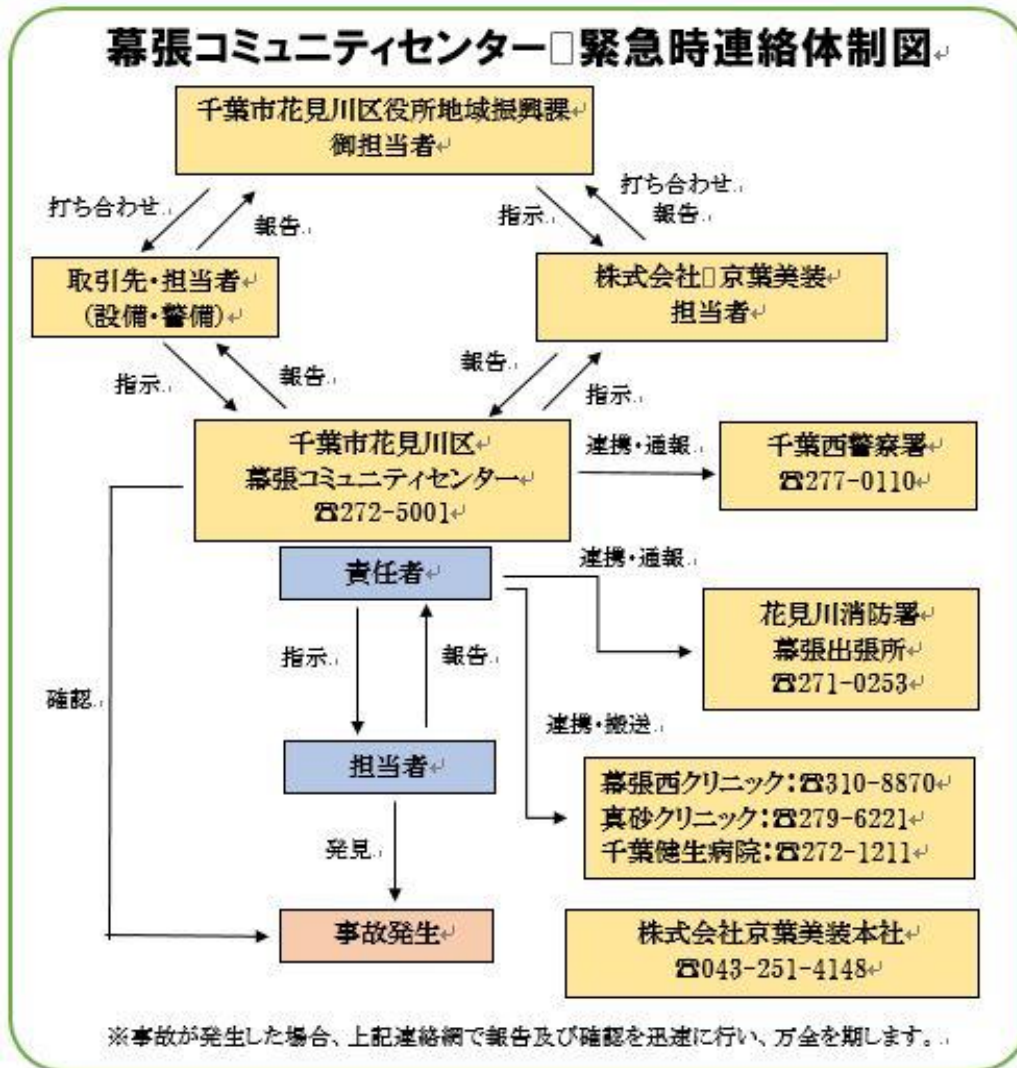 幕張コミュニティセンター□緊急時連絡体制図
千葉市花見川区役所地域振興課
御担当者
打ち合わせ
報告
指示
打ち合わせ
報告
取引先・担当者
(設備・警備)
株式会社□京葉美装
担当者
指示
報告
報告
指示
千葉市花見川区
幕張コミュニティセンター
☎272-5001
連携・通報
千葉西警察署
☎277-0110
責任者
連携・通報
花見川消防署
幕張出張所
☎271-0253
指示
報告
確認
連携・搬送
担当者
幕張西クリニック:☎310-8870
真砂クリニック:☎279-6221
千葉健生病院:☎272-1211
発見
事故発生
株式会社京葉美装本社
☎043-251-4148
※事故が発生した場合、上記連絡網で報告及び確認を迅速に行い、万全を期します。